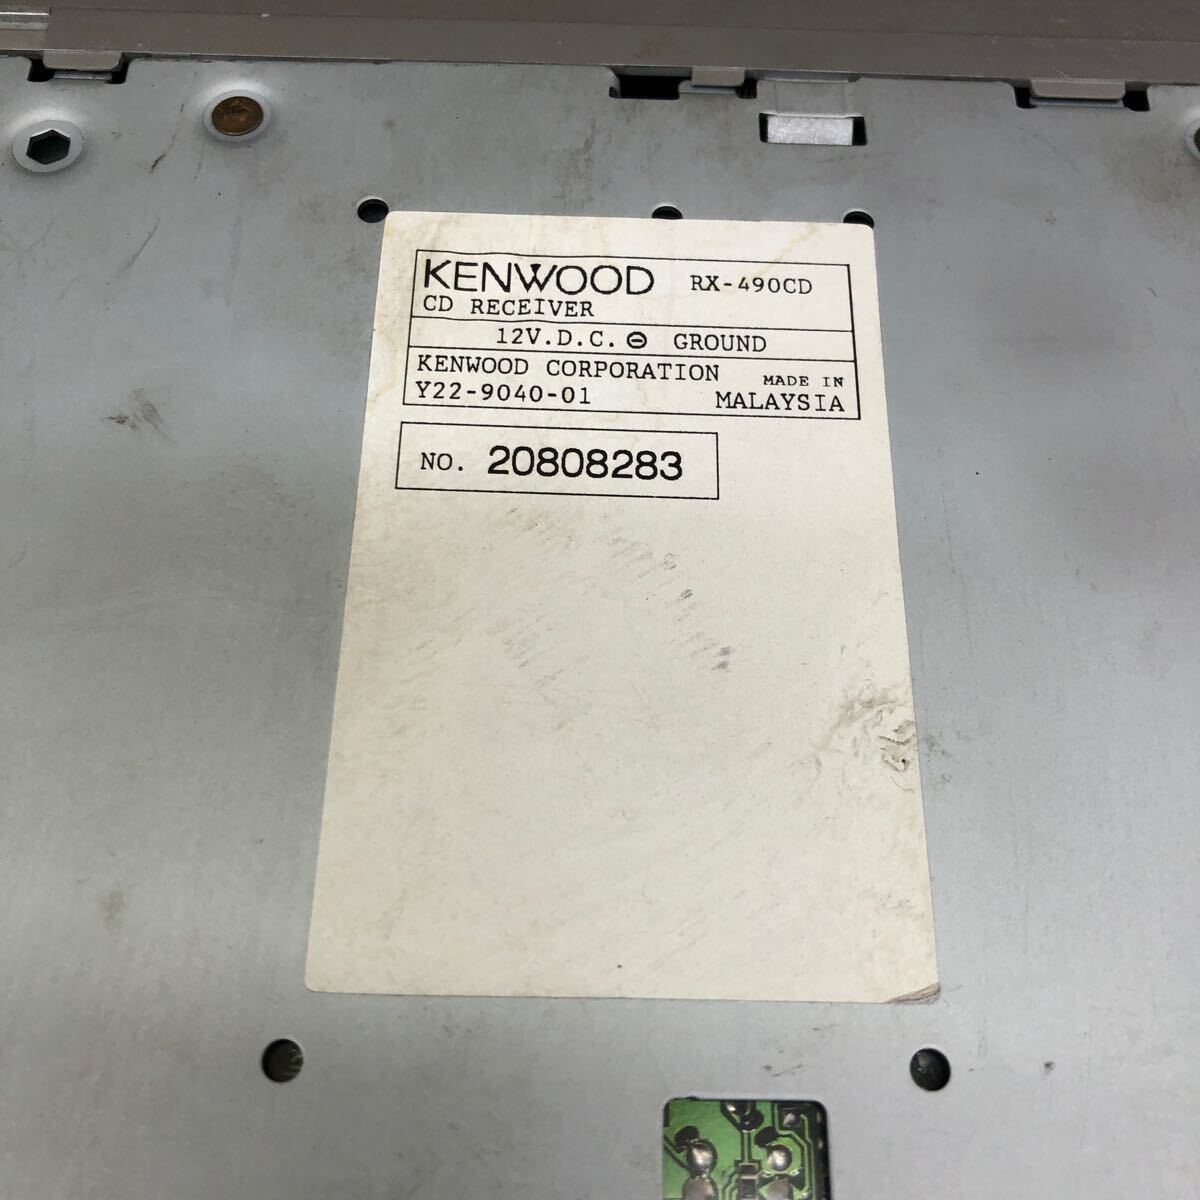 KENWOOD RX-490CD
CD RECEIVER
12V.D.C. ⊖ GROUND
KENWOOD CORPORATION MADE IN
Y22-9040-01 MALAYSIA
NO. 20808283